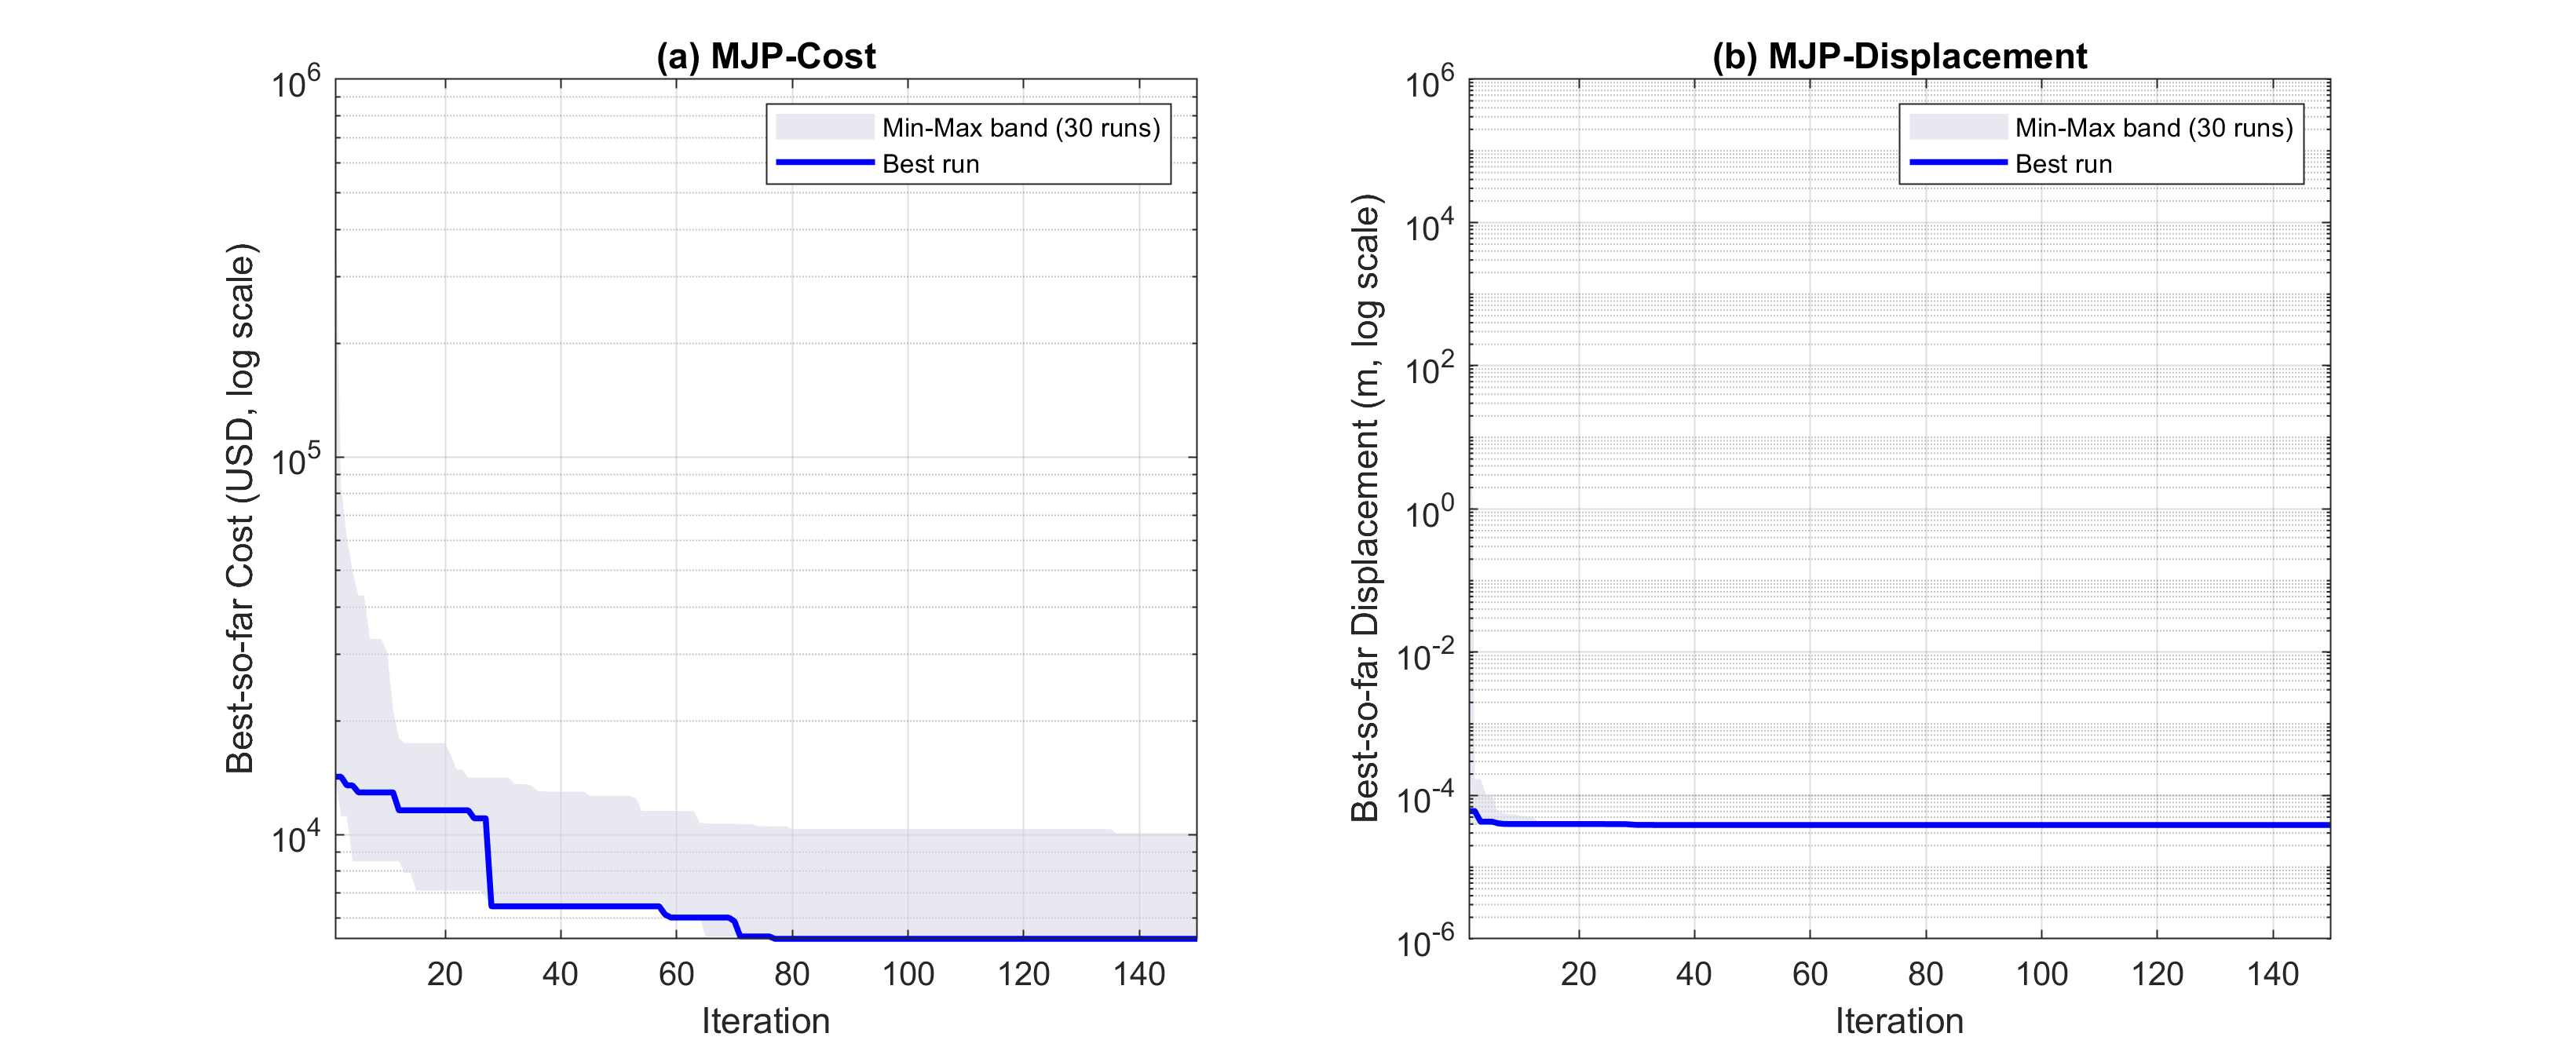 (a) MJP-Cost
Best-so-far Cost (USD, log scale)
10^6
10^5
10^4
Min-Max band (30 runs)
Best run
20 40 60 80 100 120 140
Iteration
(b) MJP-Displacement
Best-so-far Displacement (m, log scale)
10^6
10^4
10^2
10^0
10^-2
10^-4
10^-6
Min-Max band (30 runs)
Best run
20 40 60 80 100 120 140
Iteration